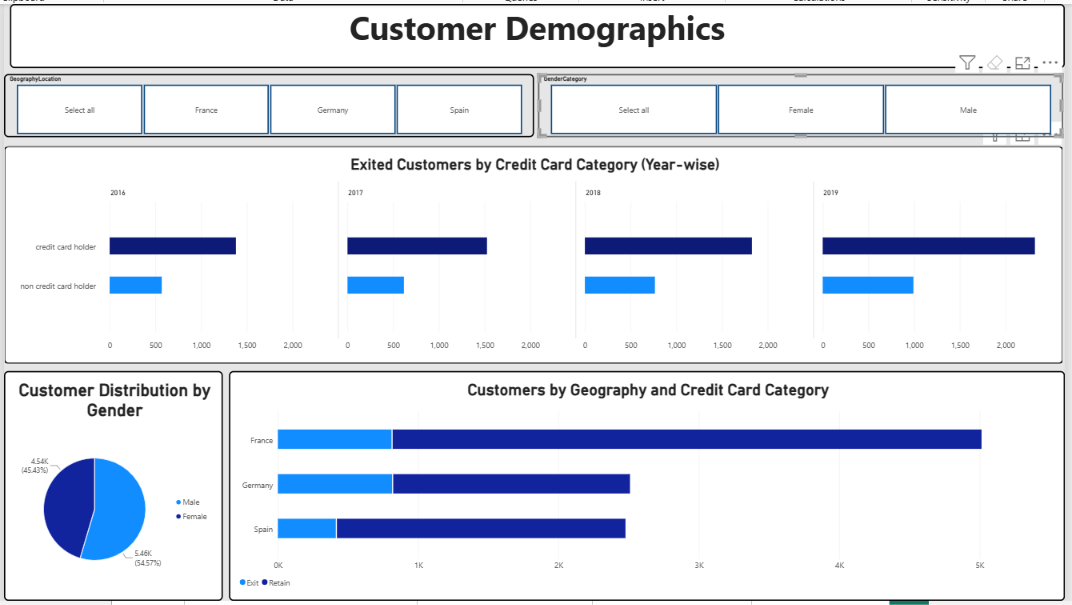 Customer Demographics
GeographyLocation
Select all
France
Germany
Spain
GenderCategory
Select all
Female
Male
Exited Customers by Credit Card Category (Year-wise)
2016
2017
2018
2019
credit card holder
non credit card holder
0 500 1,000 1,500 2,000
0 500 1,000 1,500 2,000
0 500 1,000 1,500 2,000
0 500 1,000 1,500 2,000
Customer Distribution by
Gender
4.54K
(45.43%)
Male
Female
5.46K
(54.57%)
Customers by Geography and Credit Card Category
France
Germany
Spain
0K 1K 2K 3K 4K 5K
Exit Retain